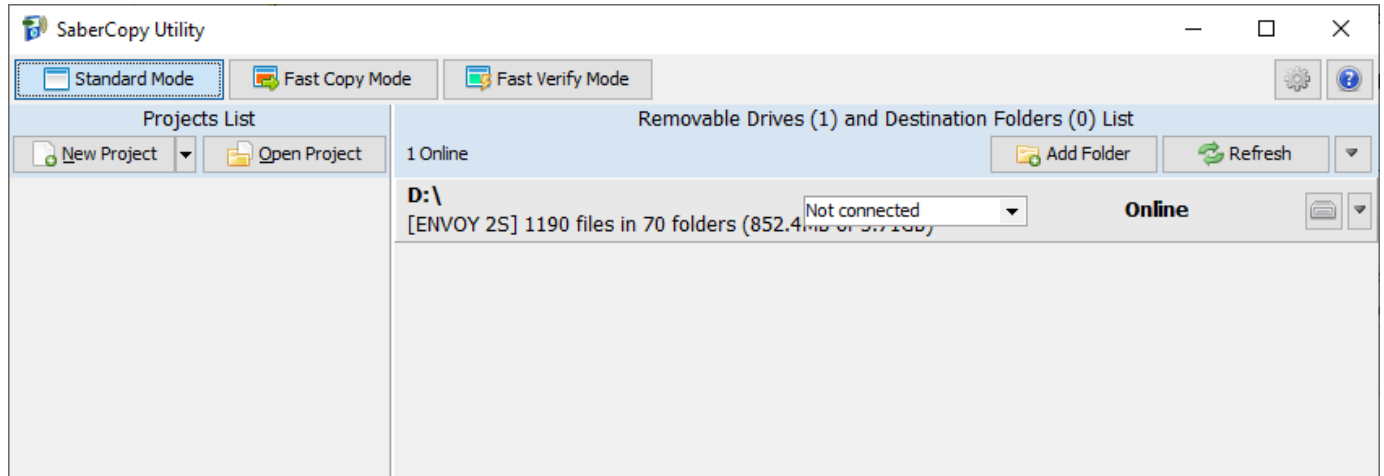 SaberCopy Utility
Standard Mode
Fast Copy Mode
Fast Verify Mode
Projects List
Removable Drives (1) and Destination Folders (0) List
New Project
Open Project
1 Online
Add Folder
Refresh
D:\
Not connected
Online
[ENVOY 2S] 1190 files in 70 folders (852.4